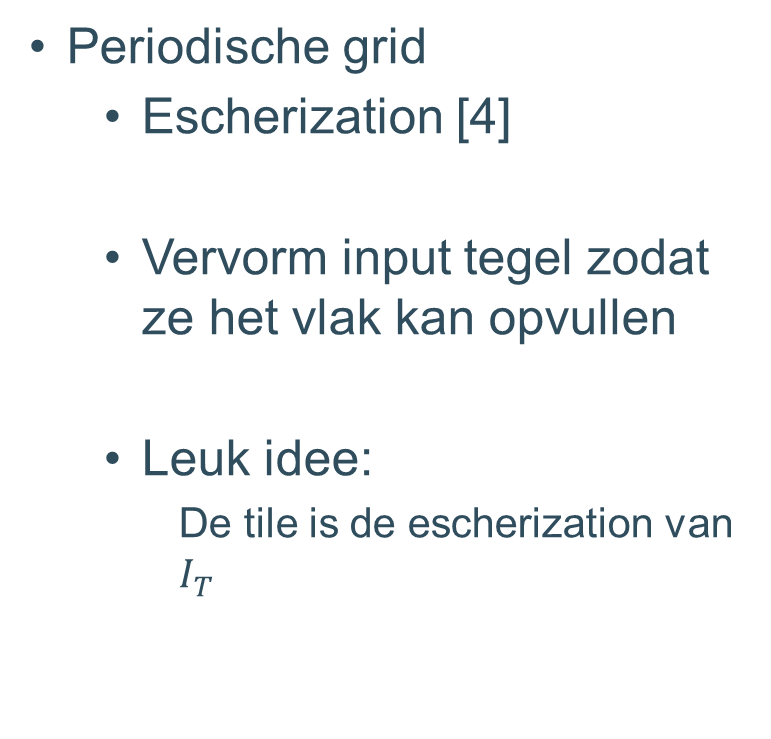 • Periodische grid
• Escherization [4]
• Vervorm input tegel zodat
ze het vlak kan opvullen
• Leuk idee:
De tile is de escherization van
𝐼𝑇